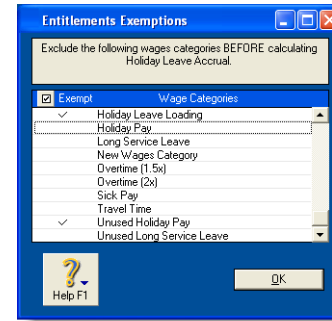 Entitlements Exemptions
Exclude the following wages categories BEFORE calculating
Holiday Leave Accrual.
Exempt Wage Categories
Holiday Leave Loading
Holiday Pay
Long Service Leave
New Wages Category
Overtime (1.5x)
Overtime (2x)
Sick Pay
Travel Time
Unused Holiday Pay
Unused Long Service Leave
Help F1
OK